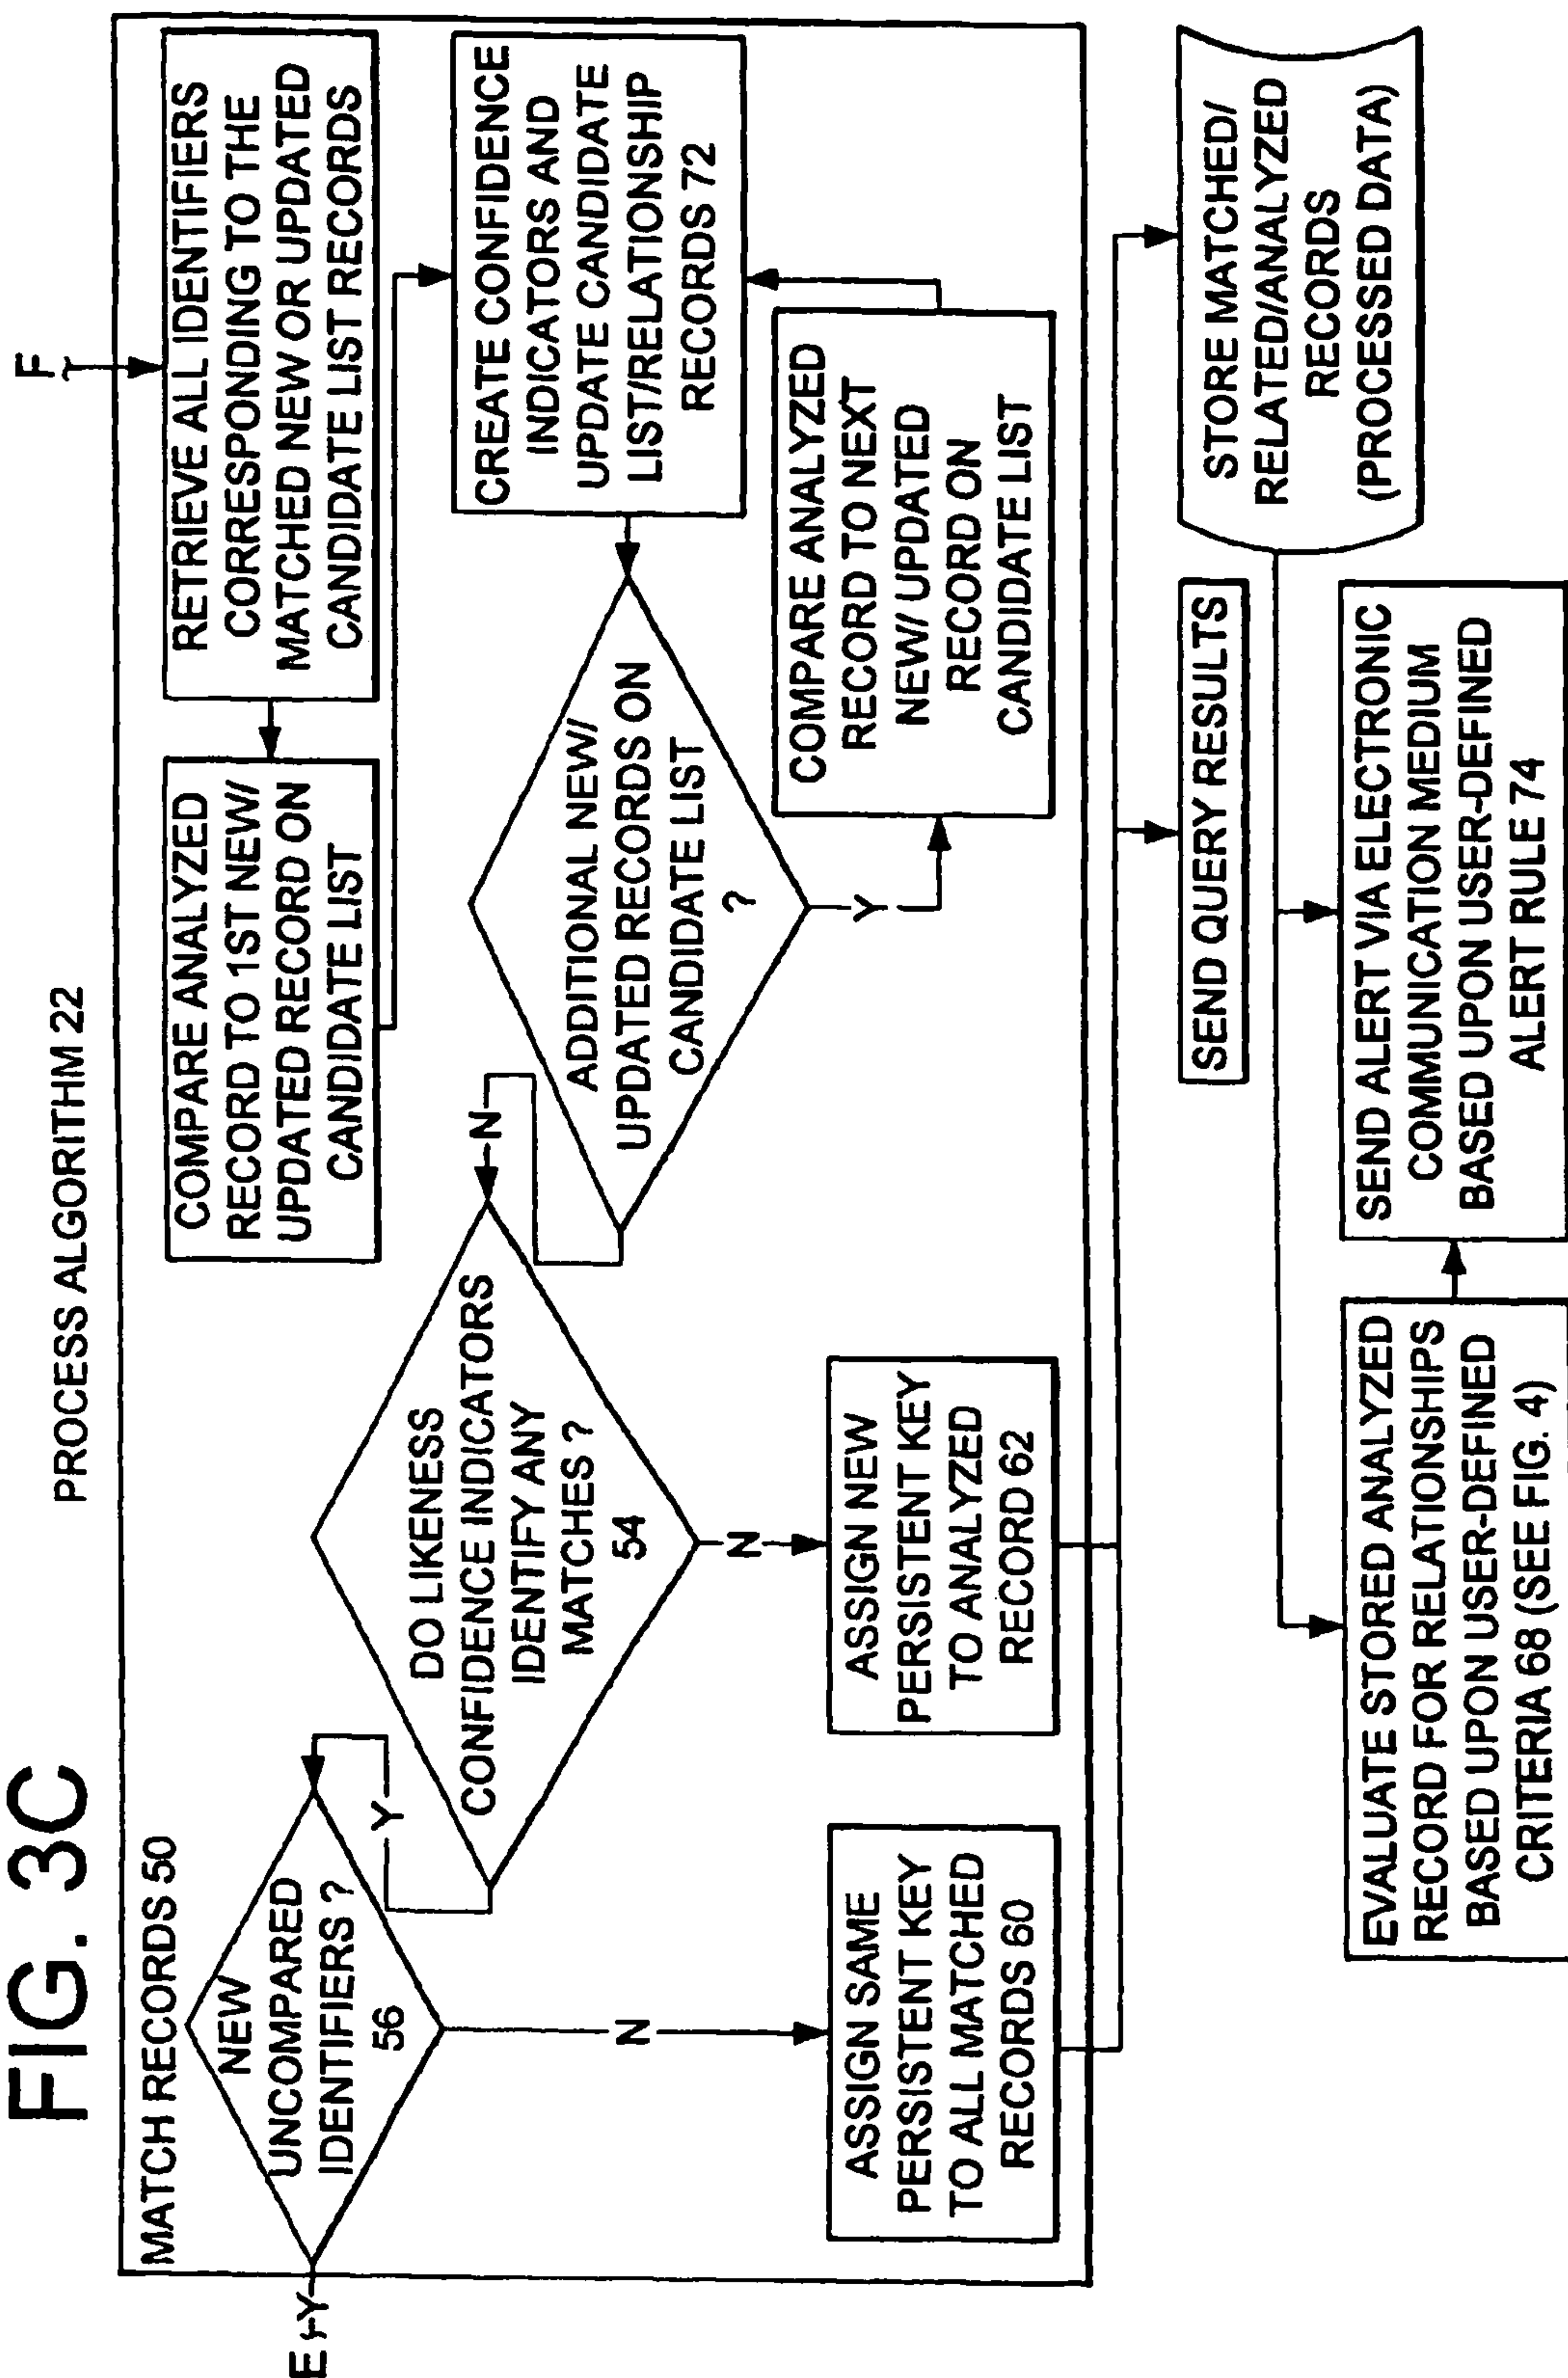 FIG. 3C
PROCESS ALGORITHM 22
MATCH RECORDS 50
F
RETRIEVE ALL IDENTIFIERS
CORRESPONDING TO THE
MATCHED NEW OR UPDATED
CANDIDATE LIST RECORDS
COMPARE ANALYZED
RECORD TO 1ST NEW/
UPDATED RECORD ON
CANDIDATE LIST
CREATE CONFIDENCE
INDICATORS AND
UPDATE CANDIDATE
LIST/RELATIONSHIP
RECORDS 72
ADDITIONAL NEW/
UPDATED RECORDS ON
CANDIDATE LIST
?
Y
COMPARE ANALYZED
RECORD TO NEXT
NEW/ UPDATED
RECORD ON
CANDIDATE LIST
N
DO LIKENESS
CONFIDENCE INDICATORS
IDENTIFY ANY
MATCHES ?
54
N
ASSIGN NEW
PERSISTENT KEY
TO ANALYZED
RECORD 62
Y
NEW
UNCOMPARED
IDENTIFIERS ?
56
E
Y
N
ASSIGN SAME
PERSISTENT KEY
TO ALL MATCHED
RECORDS 60
SEND QUERY RESULTS
STORE MATCHED/
RELATED/ANALYZED
RECORDS
(PROCESSED DATA)
EVALUATE STORED ANALYZED
RECORD FOR RELATIONSHIPS
BASED UPON USER-DEFINED
CRITERIA 68 (SEE FIG. 4)
SEND ALERT VIA ELECTRONIC
COMMUNICATION MEDIUM
BASED UPON USER-DEFINED
ALERT RULE 74